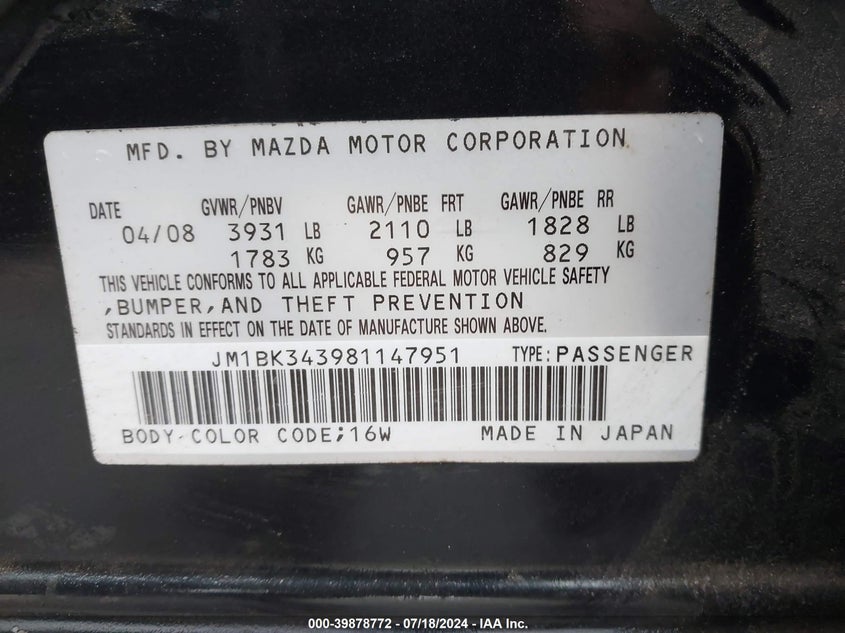 MFD. BY MAZDA MOTOR CORPORATION
DATE GVWR/PNBV GAWR/PNBE FRT GAWR/PNBE RR
04/08 3931 LB 2110 LB 1828 LB
1783 KG 957 KG 829 KG
THIS VEHICLE CONFORMS TO ALL APPLICABLE FEDERAL MOTOR VEHICLE SAFETY
,BUMPER,AND THEFT PREVENTION
STANDARDS IN EFFECT ON THE DATE OF MANUFACTURE SHOWN ABOVE.
JM1BK343981147951 TYPE:PASSENGER
BODY COLOR CODE;16W MADE IN JAPAN
000-39878772 - 07/18/2024 - IAA Inc.